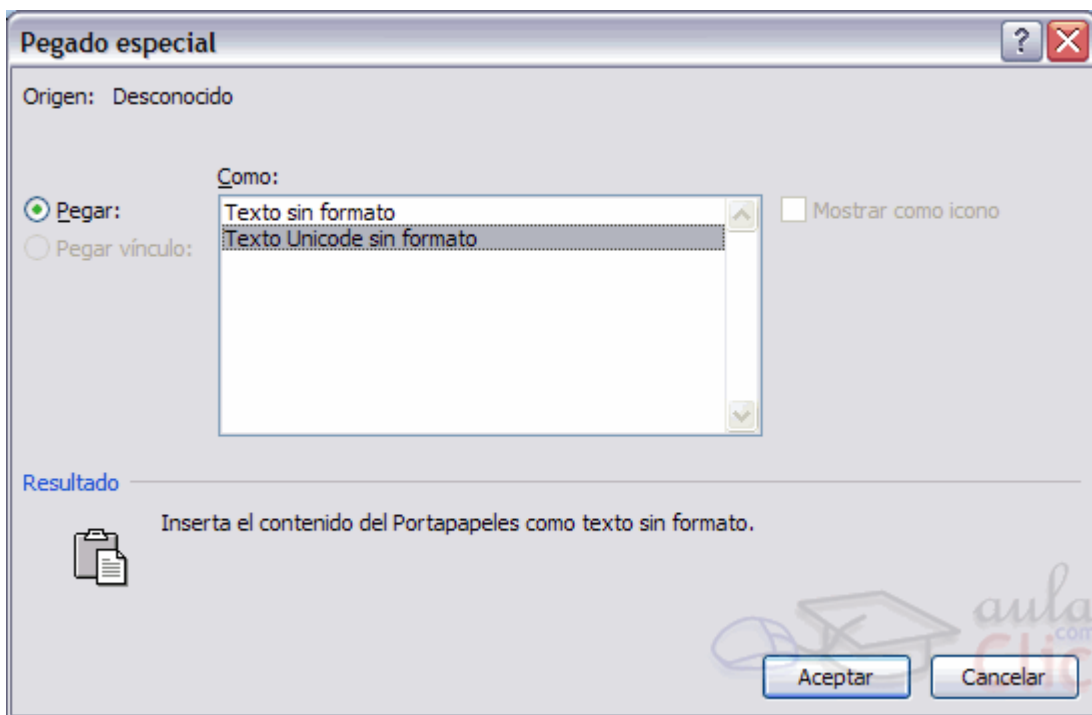 Pegado especial
Origen: Desconocido
Como:
Pegar:
Texto sin formato
Mostrar como icono
Texto Unicode sin formato
Pegar vínculo:
Resultado
Inserta el contenido del Portapapeles como texto sin formato.
aula
com
Clic
Aceptar
Cancelar